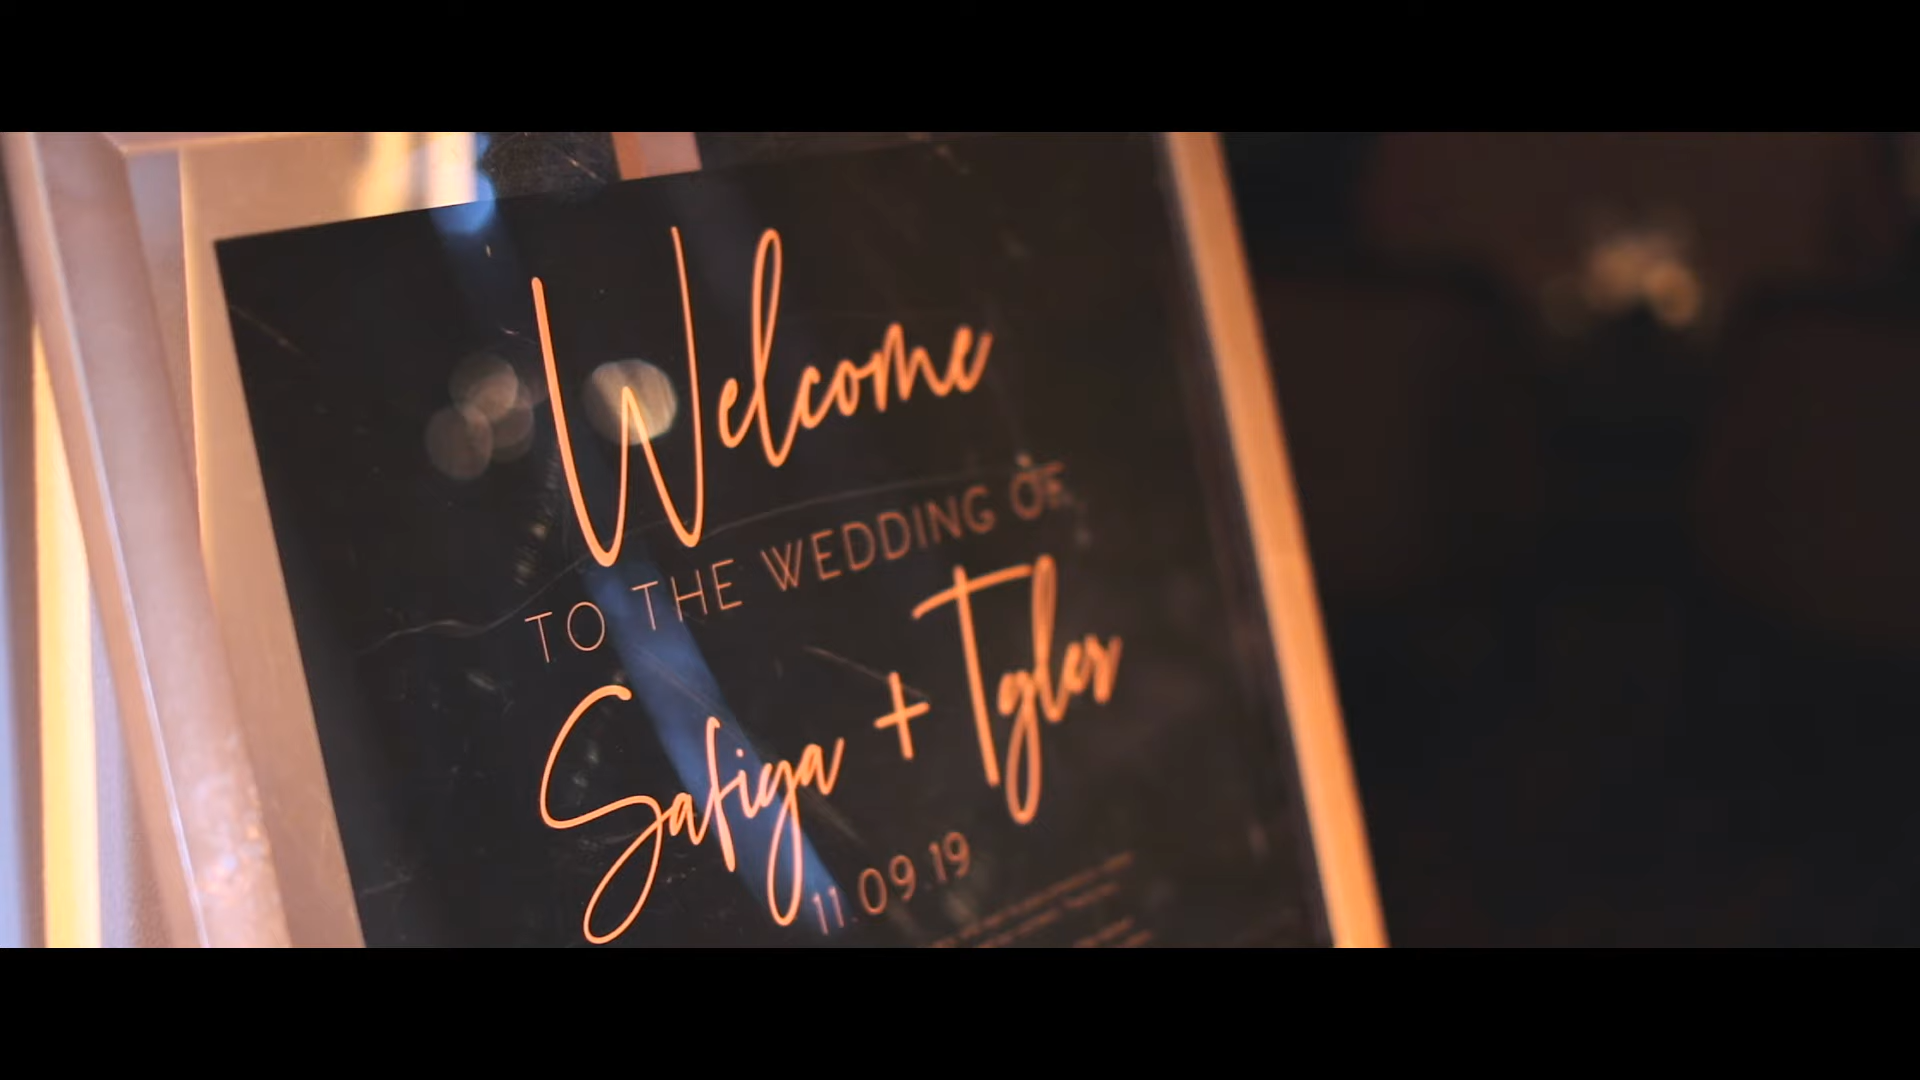 Welcome
TO THE WEDDING OF
Safiya + Tyler
11.09.19